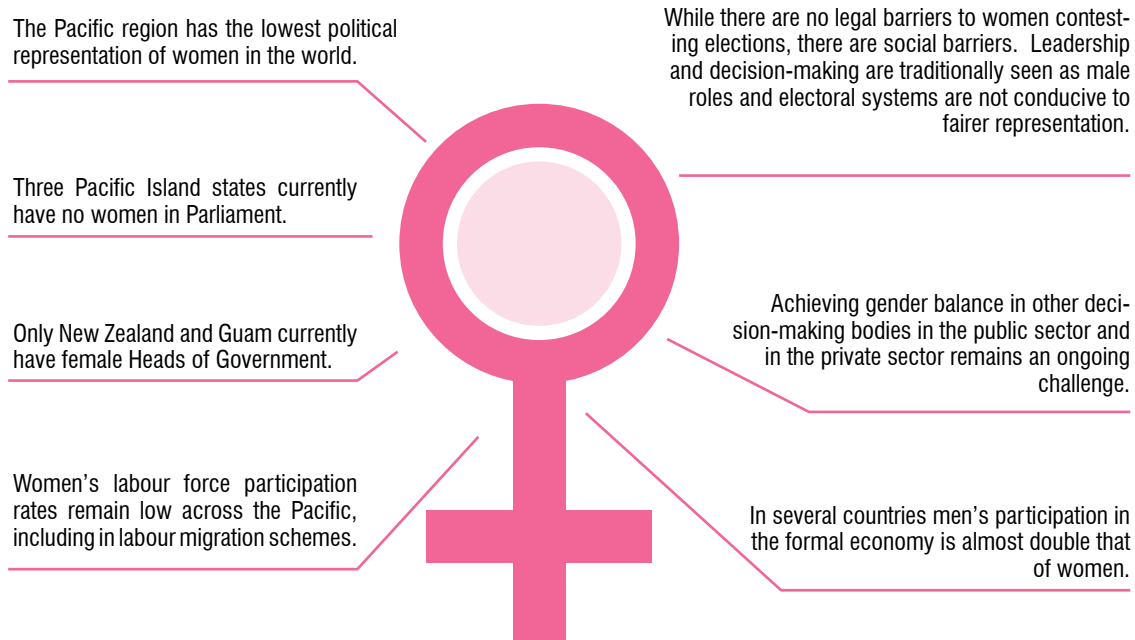 The Pacific region has the lowest political
representation of women in the world.
Three Pacific Island states currently
have no women in Parliament.
Only New Zealand and Guam currently
have female Heads of Government.
Women's labour force participation
rates remain low across the Pacific,
including in labour migration schemes.
While there are no legal barriers to women contest-
ing elections, there are social barriers. Leadership
and decision-making are traditionally seen as male
roles and electoral systems are not conducive to
fairer representation.
Achieving gender balance in other deci-
sion-making bodies in the public sector and
in the private sector remains an ongoing
challenge.
In several countries men's participation in
the formal economy is almost double that
of women.